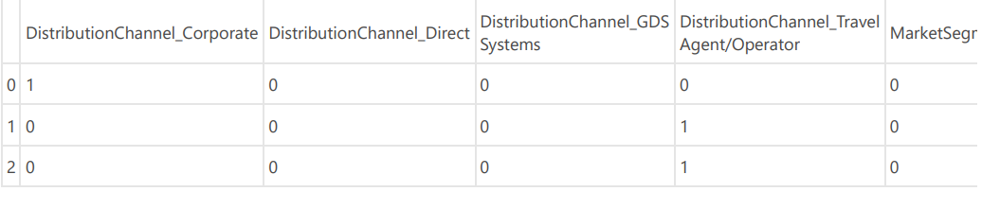 DistributionChannel_Corporate DistributionChannel_Direct DistributionChannel_GDS Systems DistributionChannel_Travel Agent/Operator MarketSegm
0 1 0 0 0 0
1 0 0 0 1 0
2 0 0 0 1 0